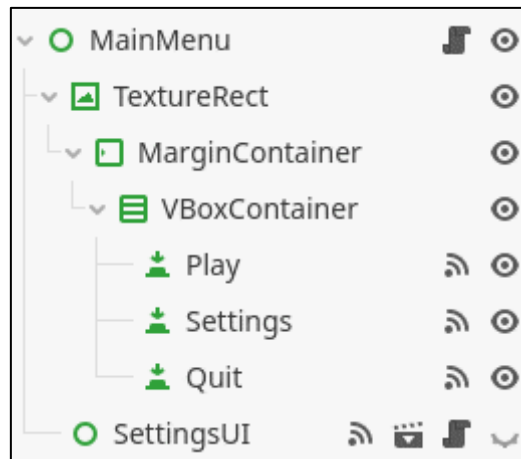 MainMenu
TextureRect
MarginContainer
VBoxContainer
Play
Settings
Quit
SettingsUI